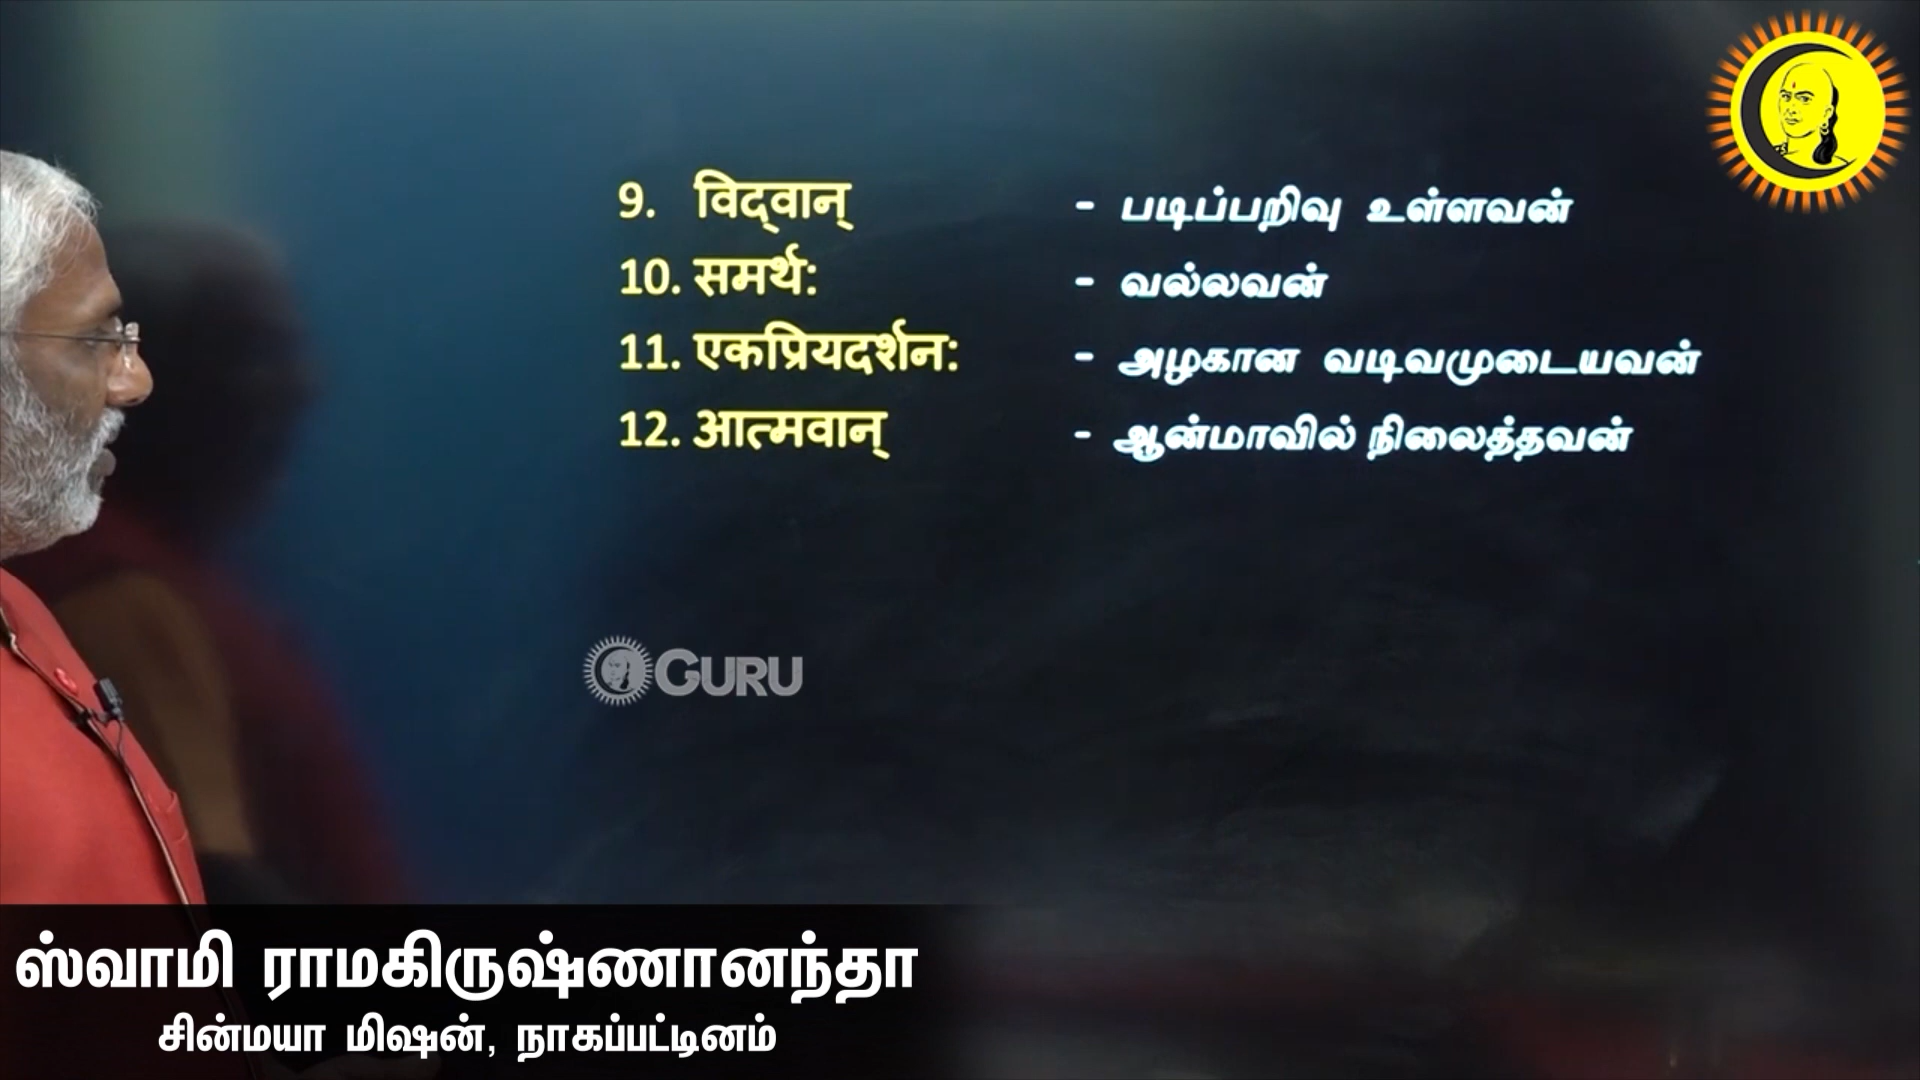 9. विद्वान् - படிப்பறிவு உள்ளவன்
10. समर्थ: - வல்லவன்
11. एकप्रियदर्शन: - அழகான வடிவமுடையவன்
12. आत्मवान् - ஆன்மாவில் நிலைத்தவன்
GURU
ஸ்வாமி ராமகிருஷ்ணானந்தா
சின்மயா மிஷன், நாகப்பட்டினம்